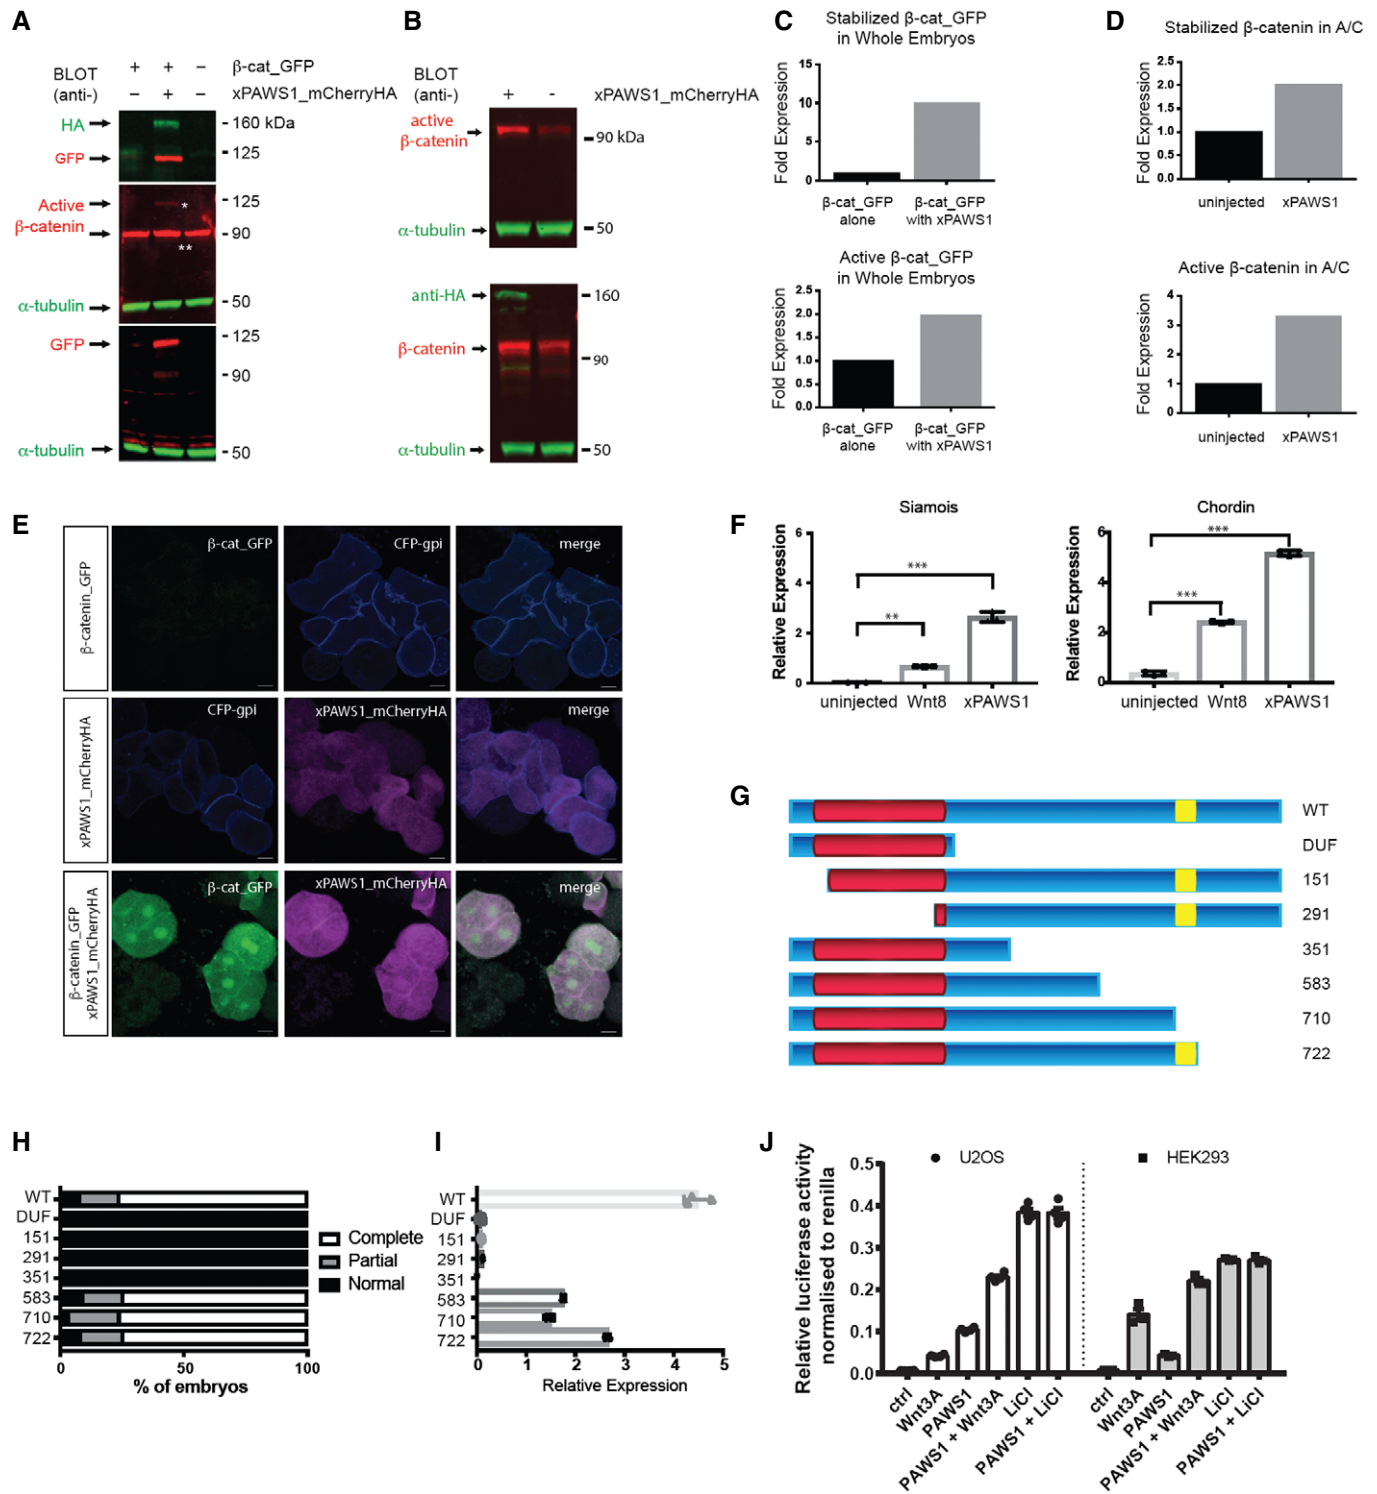 A
BLOT
(anti-)
+ + − β-cat_GFP
− + − xPAWS1_mCherryHA
HA
GFP
- 160 kDa
- 125
Active
β-catenin
*
**
- 125
- 90
α-tubulin
- 50
GFP
- 125
- 90
α-tubulin
- 50
B
BLOT
(anti-)
+ - xPAWS1_mCherryHA
active
β-catenin
90 kDa
α-tubulin
50
anti-HA
160
β-catenin
90
α-tubulin
50
C
Stabilized β-cat_GFP
in Whole Embryos
Fold Expression
15
10
5
0
β-cat_GFP
alone
β-cat_GFP
with xPAWS1
Active β-cat_GFP
in Whole Embryos
Fold Expression
2.5
2.0
1.5
1.0
0.5
0.0
β-cat_GFP
alone
β-cat_GFP
with xPAWS1
D
Stabilized β-catenin in A/C
Fold Expression
2.5
2.0
1.5
1.0
0.5
0.0
uninjected xPAWS1
Active β-catenin in A/C
Fold Expression
4
3
2
1
0
uninjected xPAWS1
E
β-catenin_GFP
β-cat_GFP
CFP-gpi
merge
xPAWS1_mCherryHA
CFP-gpi
xPAWS1_mCherryHA
merge
β-catenin_GFP
xPAWS1_mCherryHA
β-cat_GFP
xPAWS1_mCherryHA
merge
F
Siamois
Relative Expression
6
4
2
0
***
**
uninjected Wnt8 xPAWS1
Chordin
Relative Expression
6
4
2
0
***
***
uninjected Wnt8 xPAWS1
G
WT
DUF
151
291
351
583
710
722
H
WT
DUF
151
291
351
583
710
722
0 50 100
% of embryos
Complete
Partial
Normal
I
WT
DUF
151
291
351
583
710
722
0 1 2 3 4 5
Relative Expression
J
Relative luciferase activity
normalised to renilla
0.5
0.4
0.3
0.2
0.1
0.0
U2OS
HEK293
ctrl
Wnt3A
PAWS1
PAWS1 + Wnt3A
LiCl
PAWS1 + LiCl
ctrl
Wnt3A
PAWS1
PAWS1 + Wnt3A
LiCl
PAWS1 + LiCl